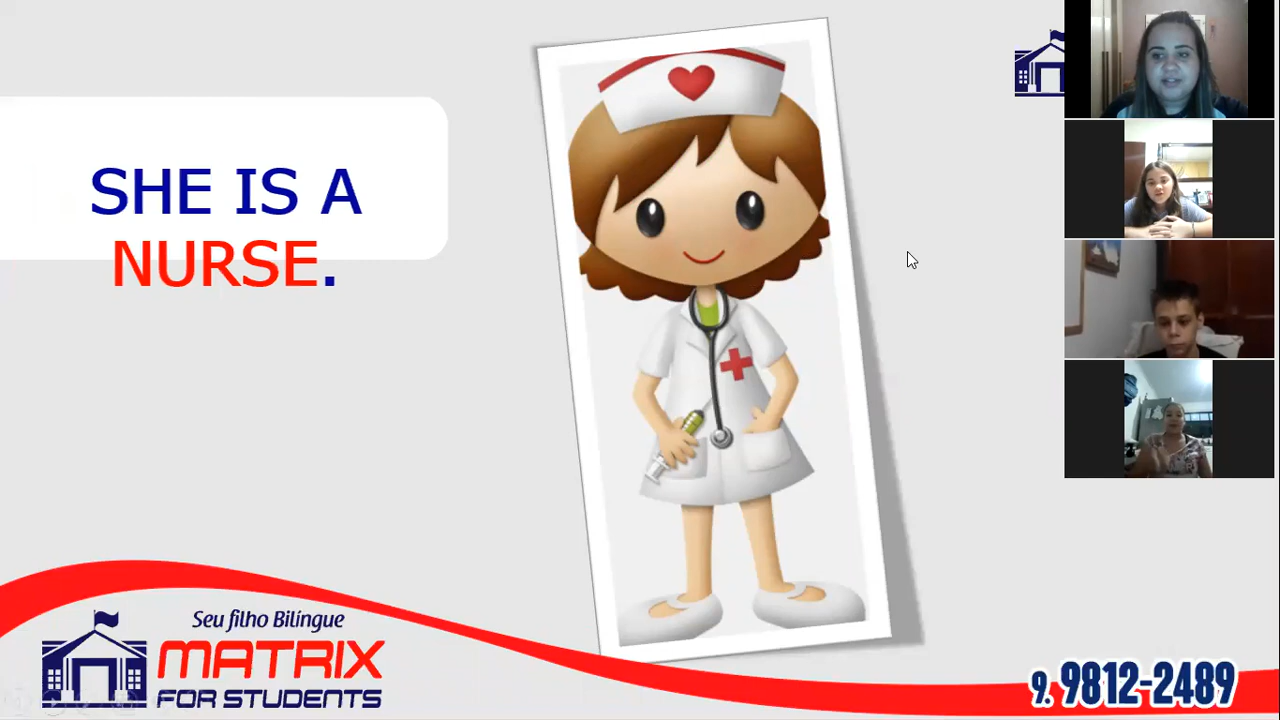 SHE IS A
NURSE.
Seu filho Bilíngue
MATRIX
FOR STUDENTS
9. 9812-2489